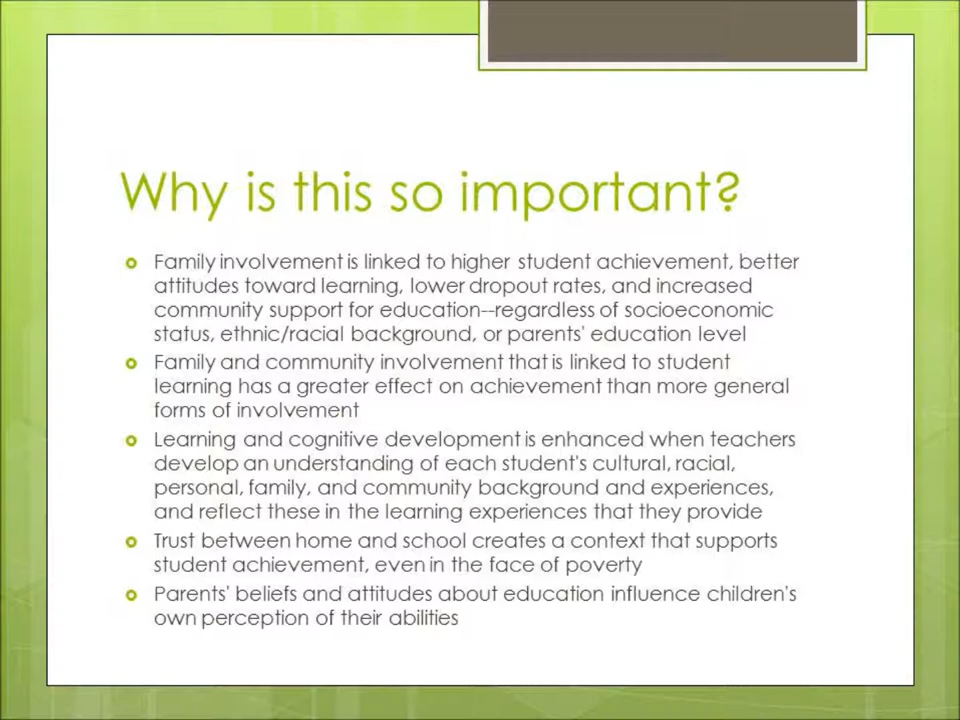 Why is this so important?
Family involvement is linked to higher student achievement, better
attitudes toward learning, lower dropout rates, and increased
community support for education--regardless of socioeconomic
status, ethnic/racial background, or parents' education level
Family and community involvement that is linked to student
learning has a greater effect on achievement than more general
forms of involvement
Learning and cognitive development is enhanced when teachers
develop an understanding of each student's cultural, racial,
personal, family, and community background and experiences,
and reflect these in the learning experiences that they provide
Trust between home and school creates a context that supports
student achievement, even in the face of poverty
Parents' beliefs and attitudes about education influence children's
own perception of their abilities